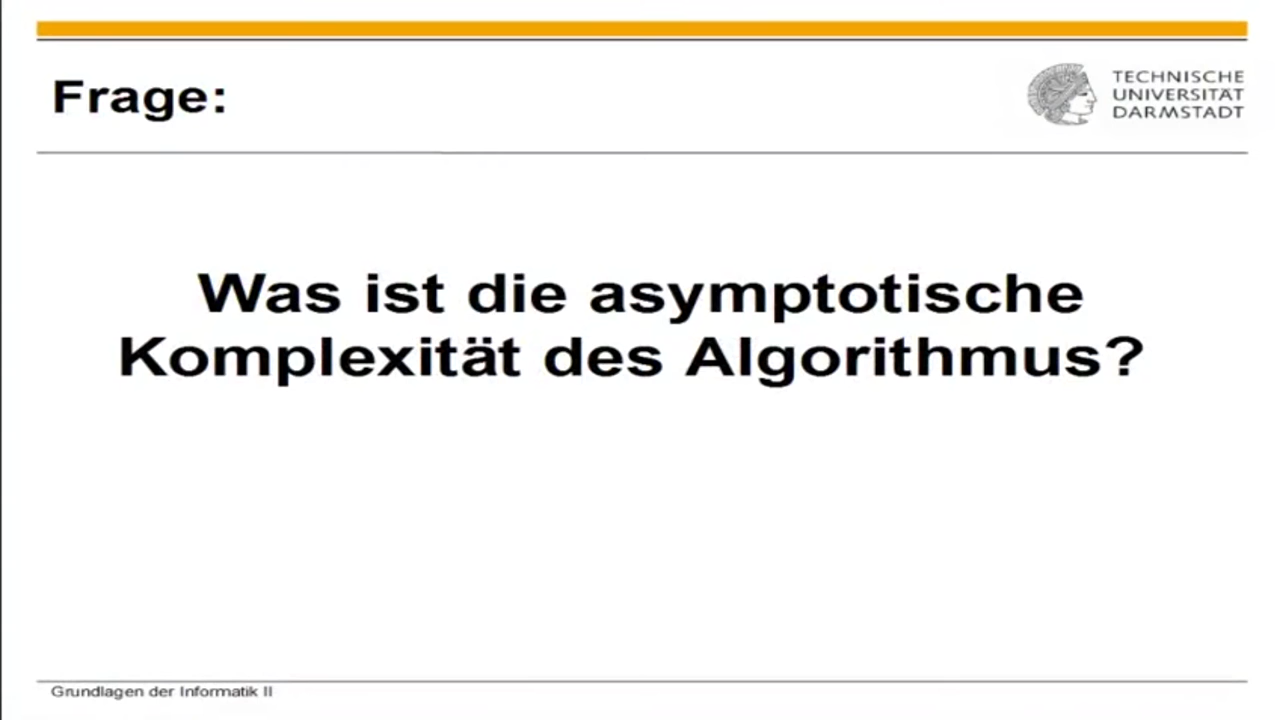 Frage:
TECHNISCHE
UNIVERSITÄT
DARMSTADT
Was ist die asymptotische
Komplexität des Algorithmus?
Grundlagen der Informatik II